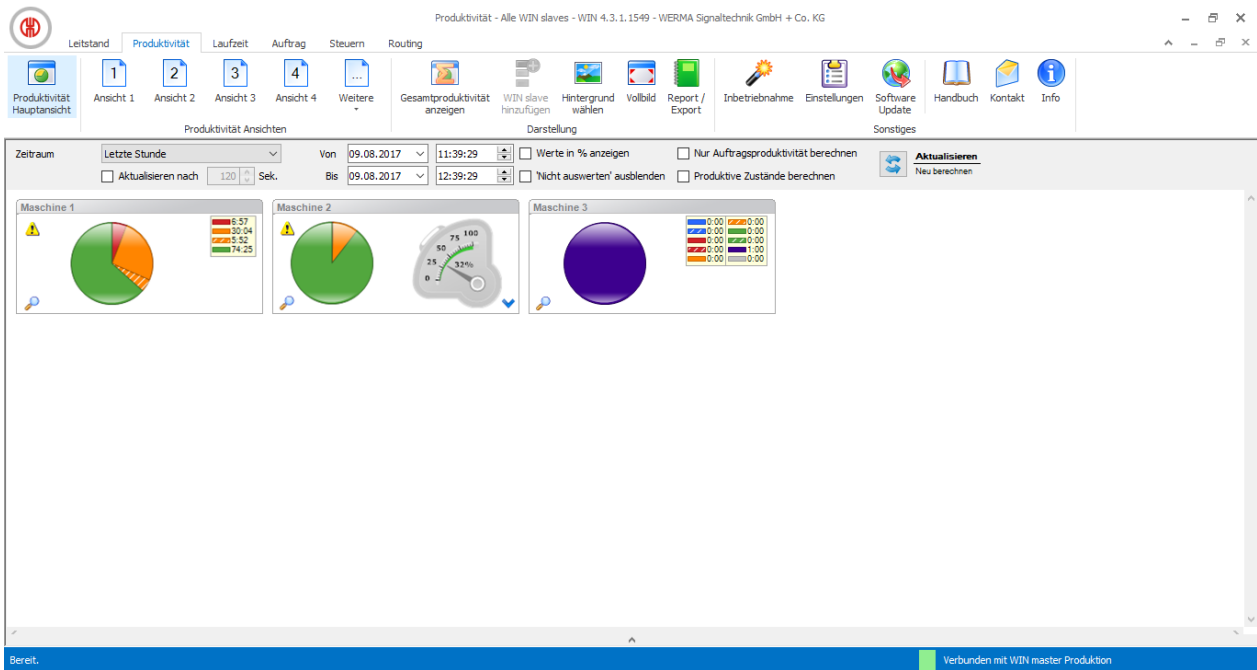 Produktivität - Alle WIN slaves - WIN 4.3.1.1549 - WERMA Signaltechnik GmbH + Co. KG
Leitstand Produktivität Laufzeit Auftrag Steuern Routing
1 2 3 4 ...
Produktivität Hauptansicht
Ansicht 1
Ansicht 2
Ansicht 3
Ansicht 4
Weitere
Gesamtproduktivität anzeigen
WIN slave hinzufügen
Hintergrund wählen
Vollbild
Report / Export
Inbetriebnahme
Einstellungen
Software Update
Handbuch
Kontakt
Info
Produktivität Ansichten
Darstellung
Sonstiges
Zeitraum Letzte Stunde Von 09.08.2017 11:39:29 Werte in % anzeigen Nur Auftragsproduktivität berechnen
Aktualisieren nach 120 Sek. Bis 09.08.2017 12:39:29 'Nicht auswerten' ausblenden Produktive Zustände berechnen
Aktualisieren
Neu berechnen
Maschine 1
6:57
30:04
5:52
74:25
Maschine 2
0 25 50 75 100
32%
Maschine 3
0:00 0:00
0:00 0:00
0:00 0:00
0:00 1:00
0:00 0:00
Bereit.
Verbunden mit WIN master Produktion